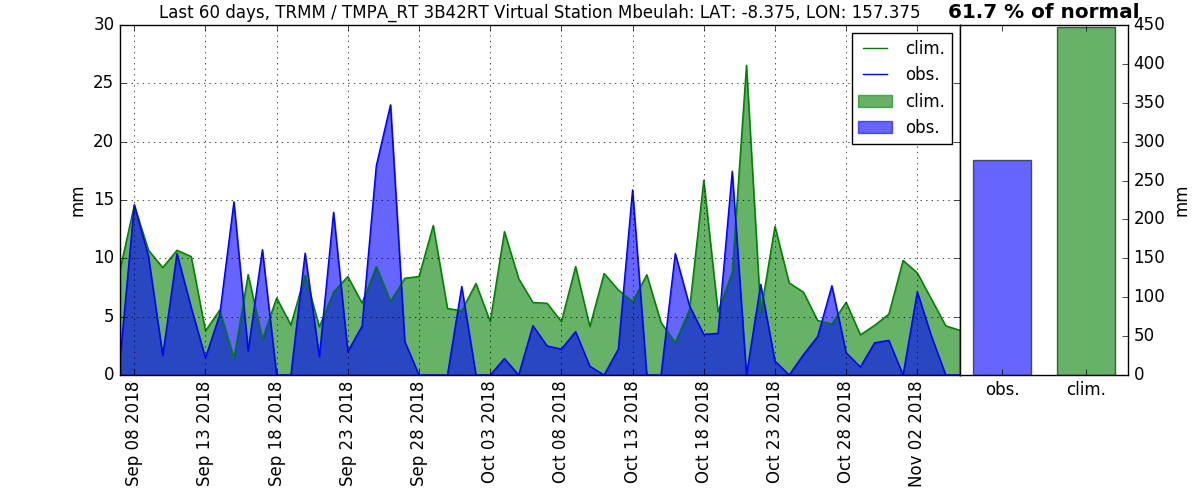 Last 60 days, TRMM / TMPA_RT 3B42RT Virtual Station Mbeulah: LAT: -8.375, LON: 157.375
61.7 % of normal
30
25
20
15
10
5
0
mm
clim.
obs.
clim.
obs.
450
400
350
300
250
200
150
100
50
0
mm
obs.
clim.
Sep 08 2018
Sep 13 2018
Sep 18 2018
Sep 23 2018
Sep 28 2018
Oct 03 2018
Oct 08 2018
Oct 13 2018
Oct 18 2018
Oct 23 2018
Oct 28 2018
Nov 02 2018